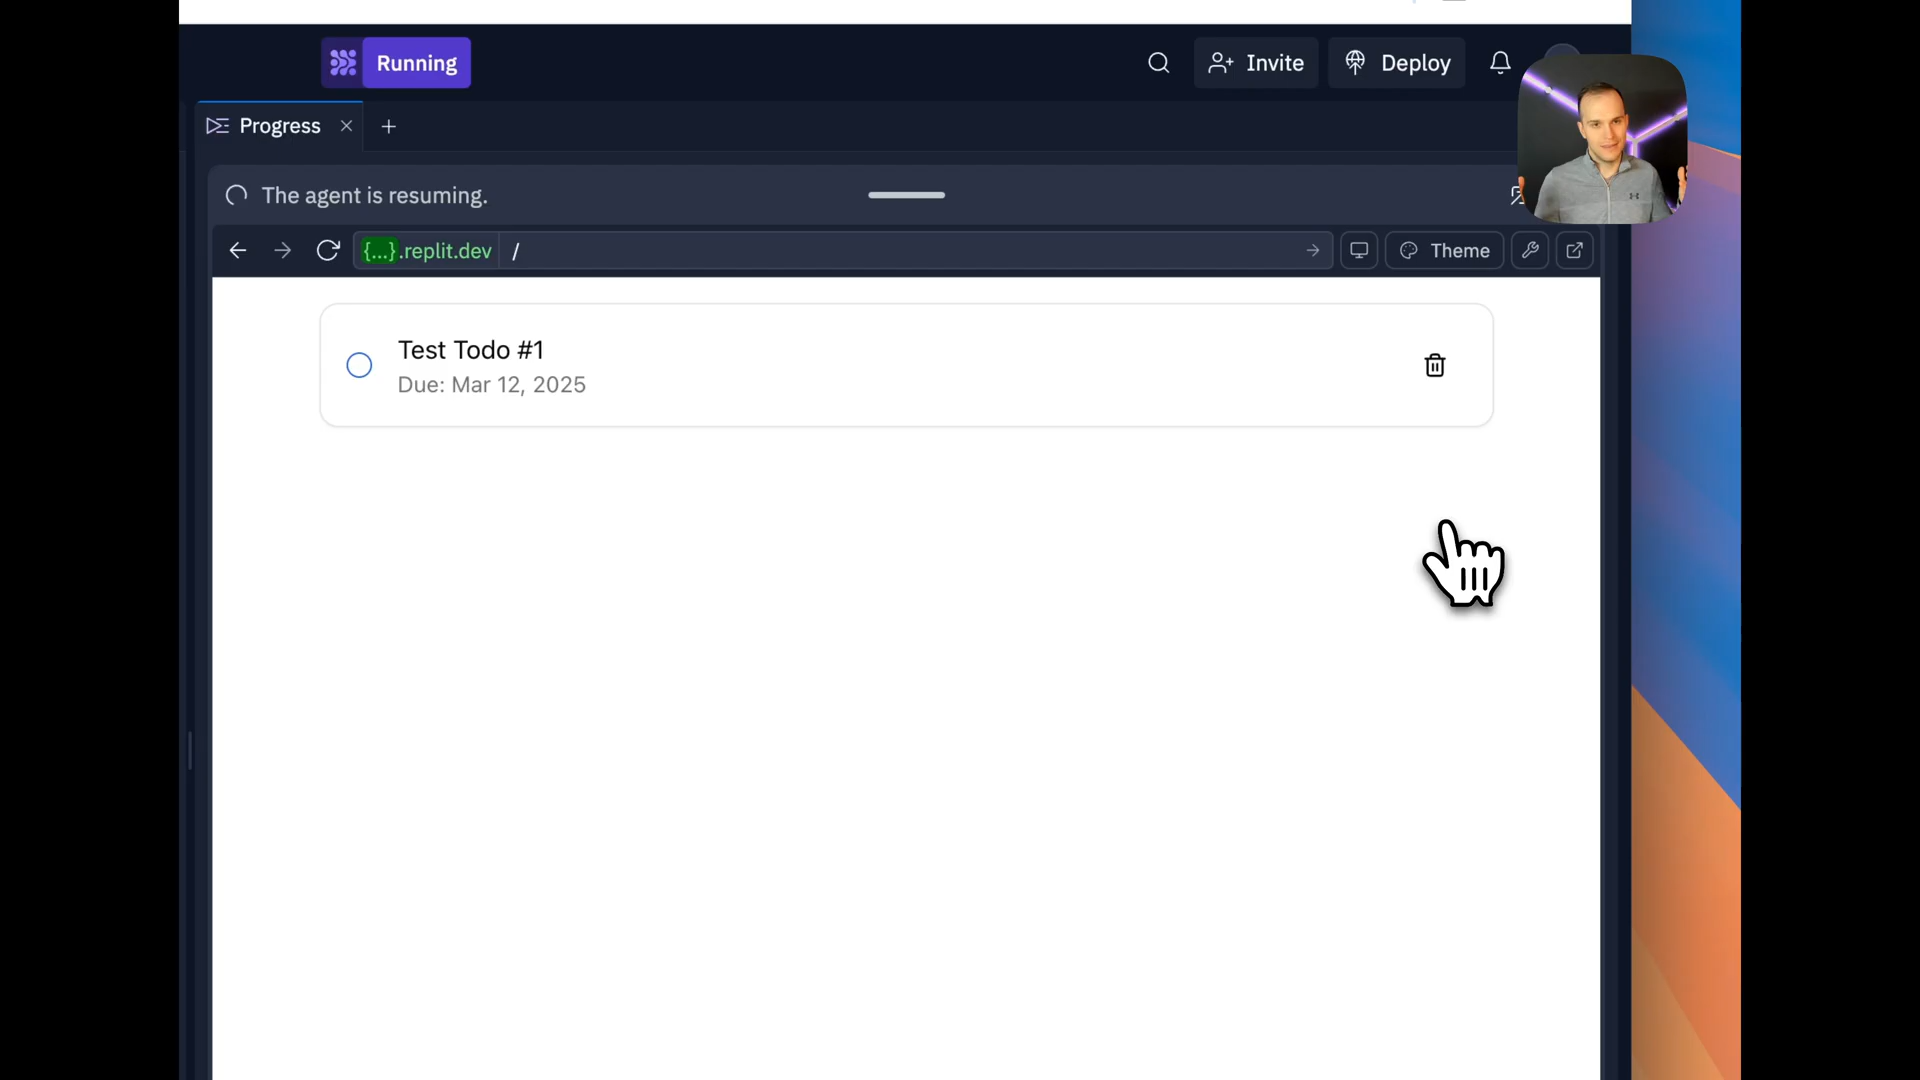 Running
Invite
Deploy
Progress
The agent is resuming.
{...}.replit.dev /
Theme
Test Todo #1
Due: Mar 12, 2025